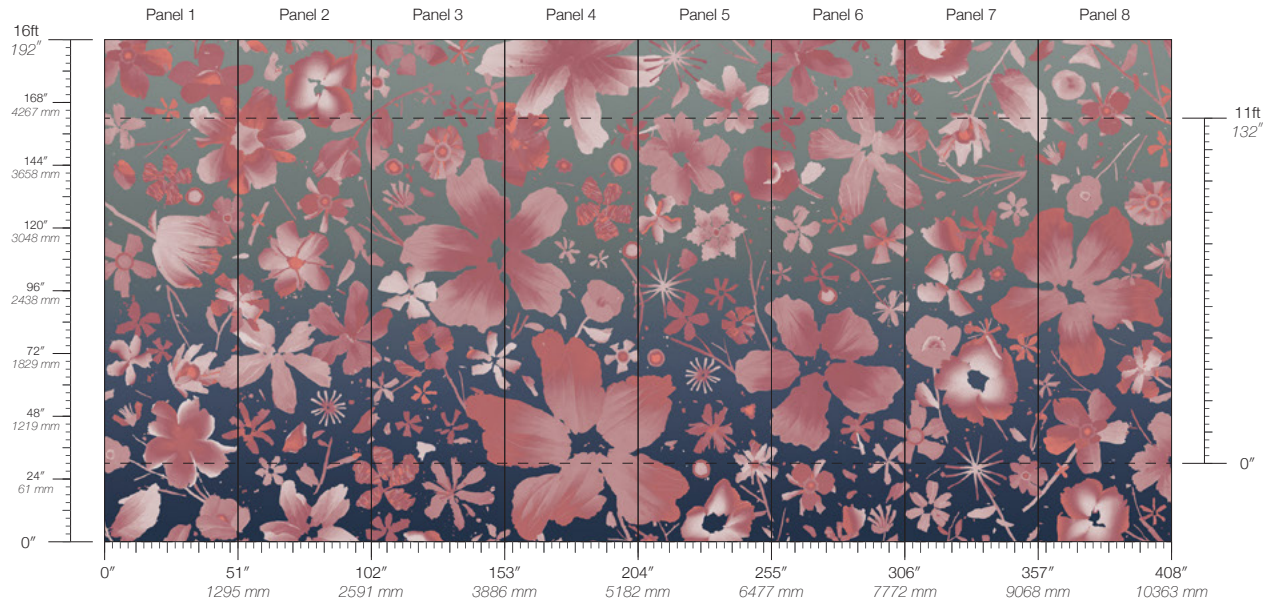 Panel 1 Panel 2 Panel 3 Panel 4 Panel 5 Panel 6 Panel 7 Panel 8
16ft
192″
168″
4267 mm
11ft
132″
144″
3658 mm
120″
3048 mm
96″
2438 mm
72″
1829 mm
48″
1219 mm
0″
24″
61 mm
0″
0″ 51″ 102″ 153″ 204″ 255″ 306″ 357″ 408″
1295 mm 2591 mm 3886 mm 5182 mm 6477 mm 7772 mm 9068 mm 10363 mm